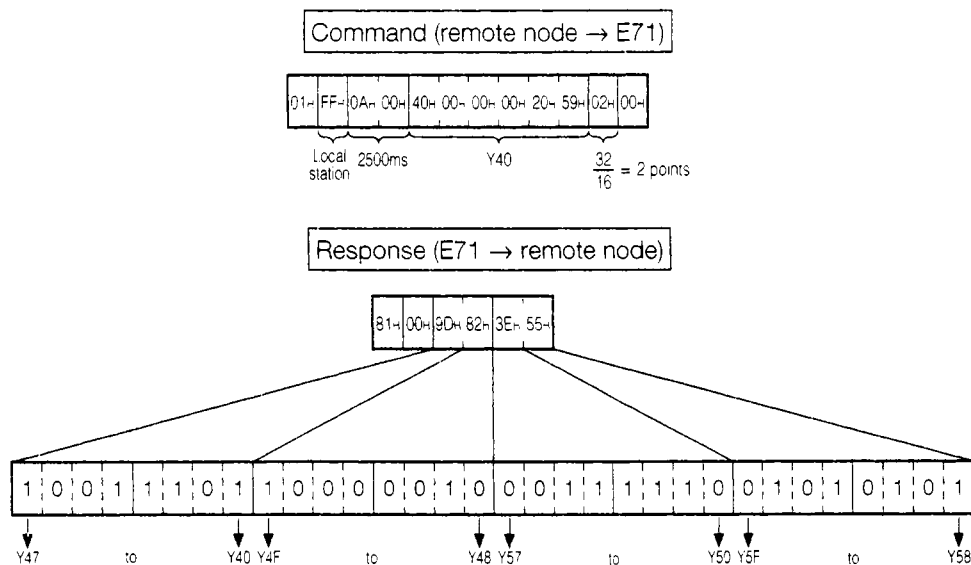 Command (remote node → E71)
01H FFH 0AH 00H 40H 00H 00H 00H 20H 59H 02H 00H
Local station 2500ms Y40 32/16 = 2 points
Response (E71 → remote node)
81H 00H 9DH 82H 3EH 55H
1 0 0 1 1 1 0 1 1 0 0 0 0 0 1 0 0 0 1 1 1 1 1 0 0 1 0 1 0 1 0 1
Y47 to Y40 Y4F to Y48 Y57 to Y50 Y5F to Y58